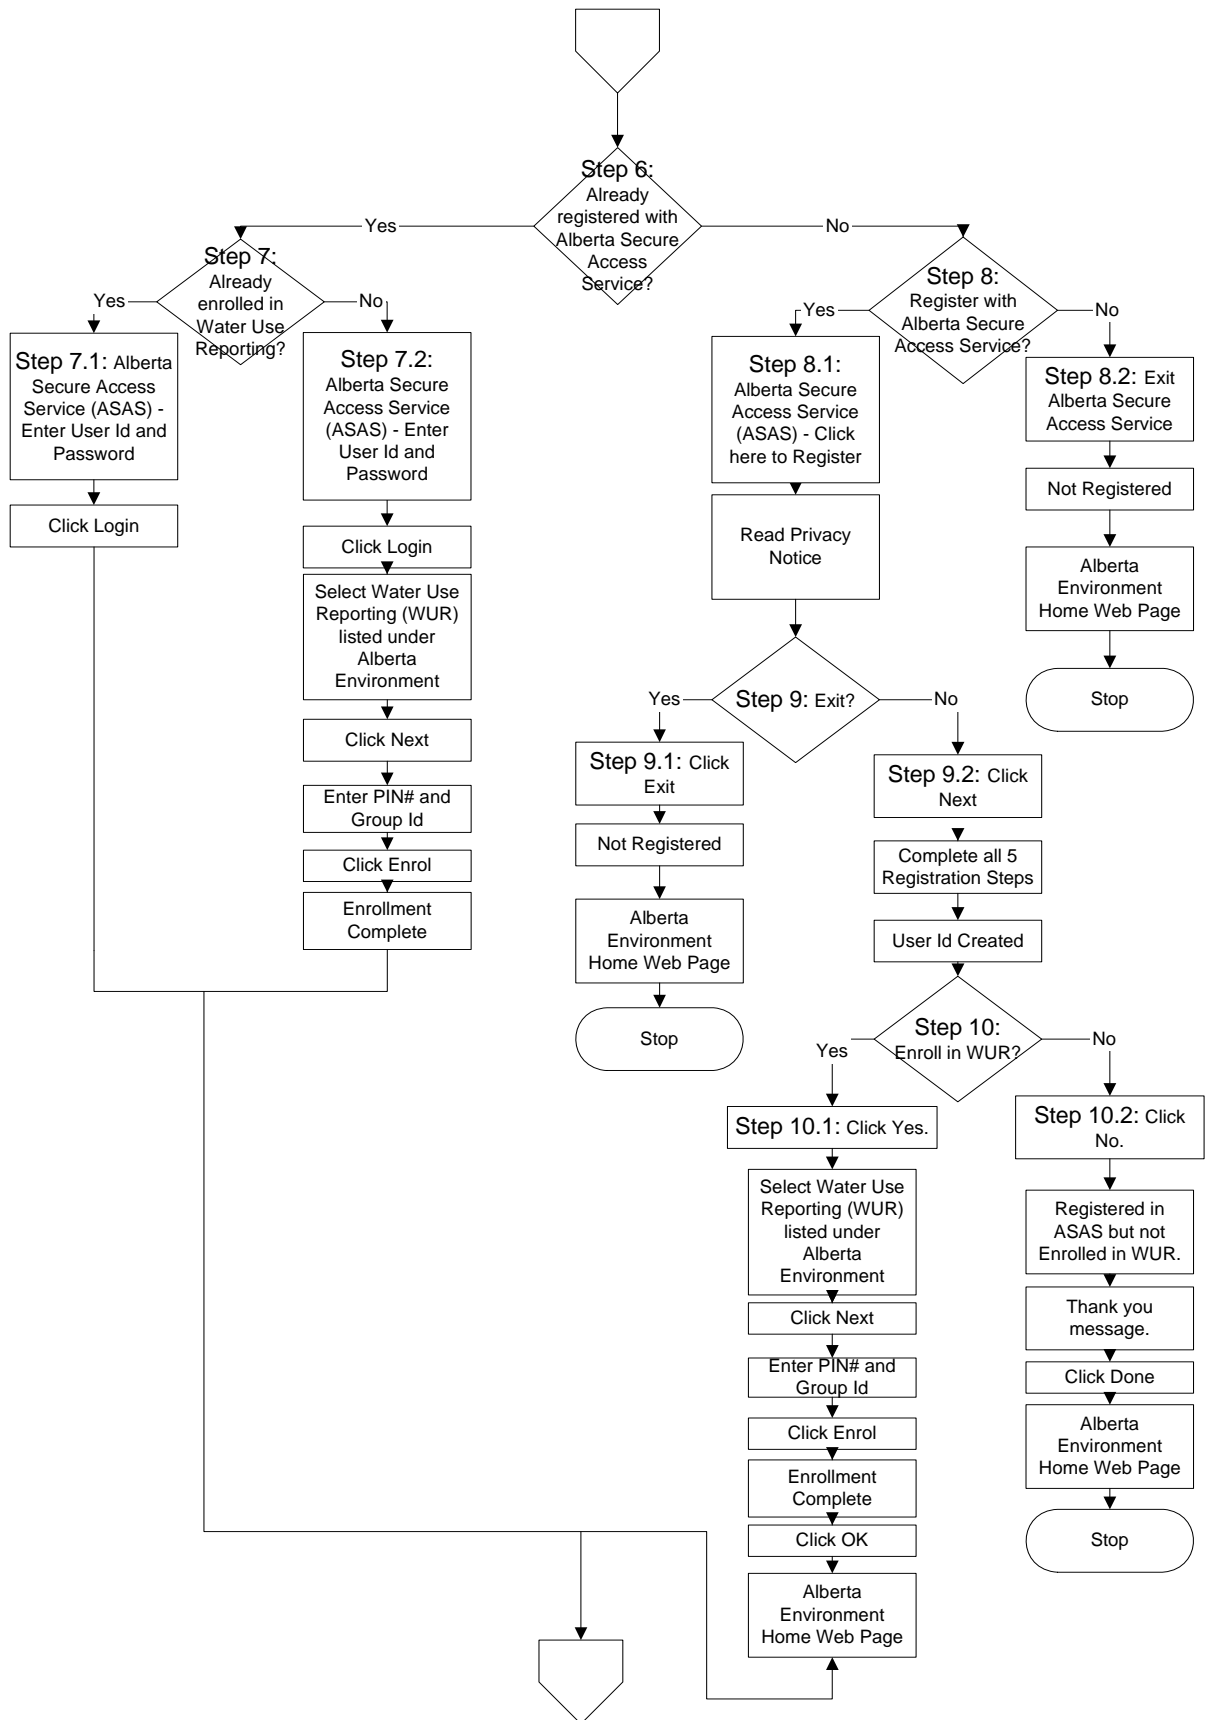 Step 6:
Already
registered with
Alberta Secure
Access
Service?
Yes
No
Step 7:
Already
enrolled in
Water Use
Reporting?
Yes
No
Step 7.1: Alberta
Secure Access
Service (ASAS) -
Enter User Id and
Password
Click Login
Step 7.2:
Alberta Secure
Access Service
(ASAS) - Enter
User Id and
Password
Click Login
Select Water Use
Reporting (WUR)
listed under
Alberta
Environment
Click Next
Enter PIN# and
Group Id
Click Enrol
Enrollment
Complete
Step 8:
Register with
Alberta Secure
Access Service?
Yes
No
Step 8.1:
Alberta Secure
Access Service
(ASAS) - Click
here to Register
Read Privacy
Notice
Step 8.2: Exit
Alberta Secure
Access Service
Not Registered
Alberta
Environment
Home Web Page
Stop
Step 9: Exit?
Yes
No
Step 9.1: Click
Exit
Not Registered
Alberta
Environment
Home Web Page
Stop
Step 9.2: Click
Next
Complete all 5
Registration Steps
User Id Created
Step 10:
Enroll in WUR?
Yes
No
Step 10.1: Click Yes.
Select Water Use
Reporting (WUR)
listed under
Alberta
Environment
Click Next
Enter PIN# and
Group Id
Click Enrol
Enrollment
Complete
Click OK
Alberta
Environment
Home Web Page
Step 10.2: Click
No.
Registered in
ASAS but not
Enrolled in WUR.
Thank you
message.
Click Done
Alberta
Environment
Home Web Page
Stop